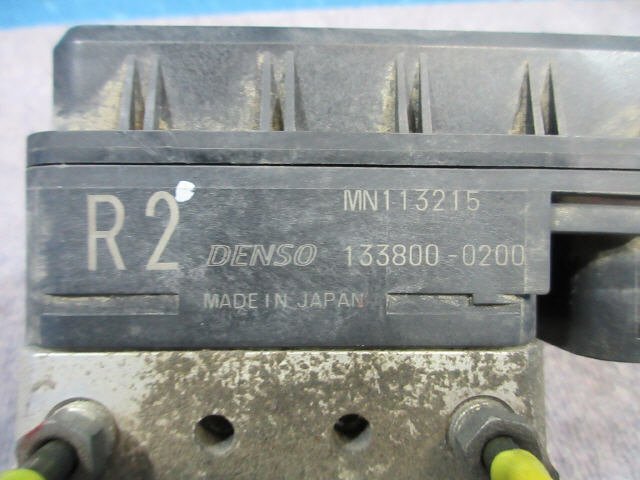 MN113215
R2 DENSO 133800-0200
MADE IN JAPAN